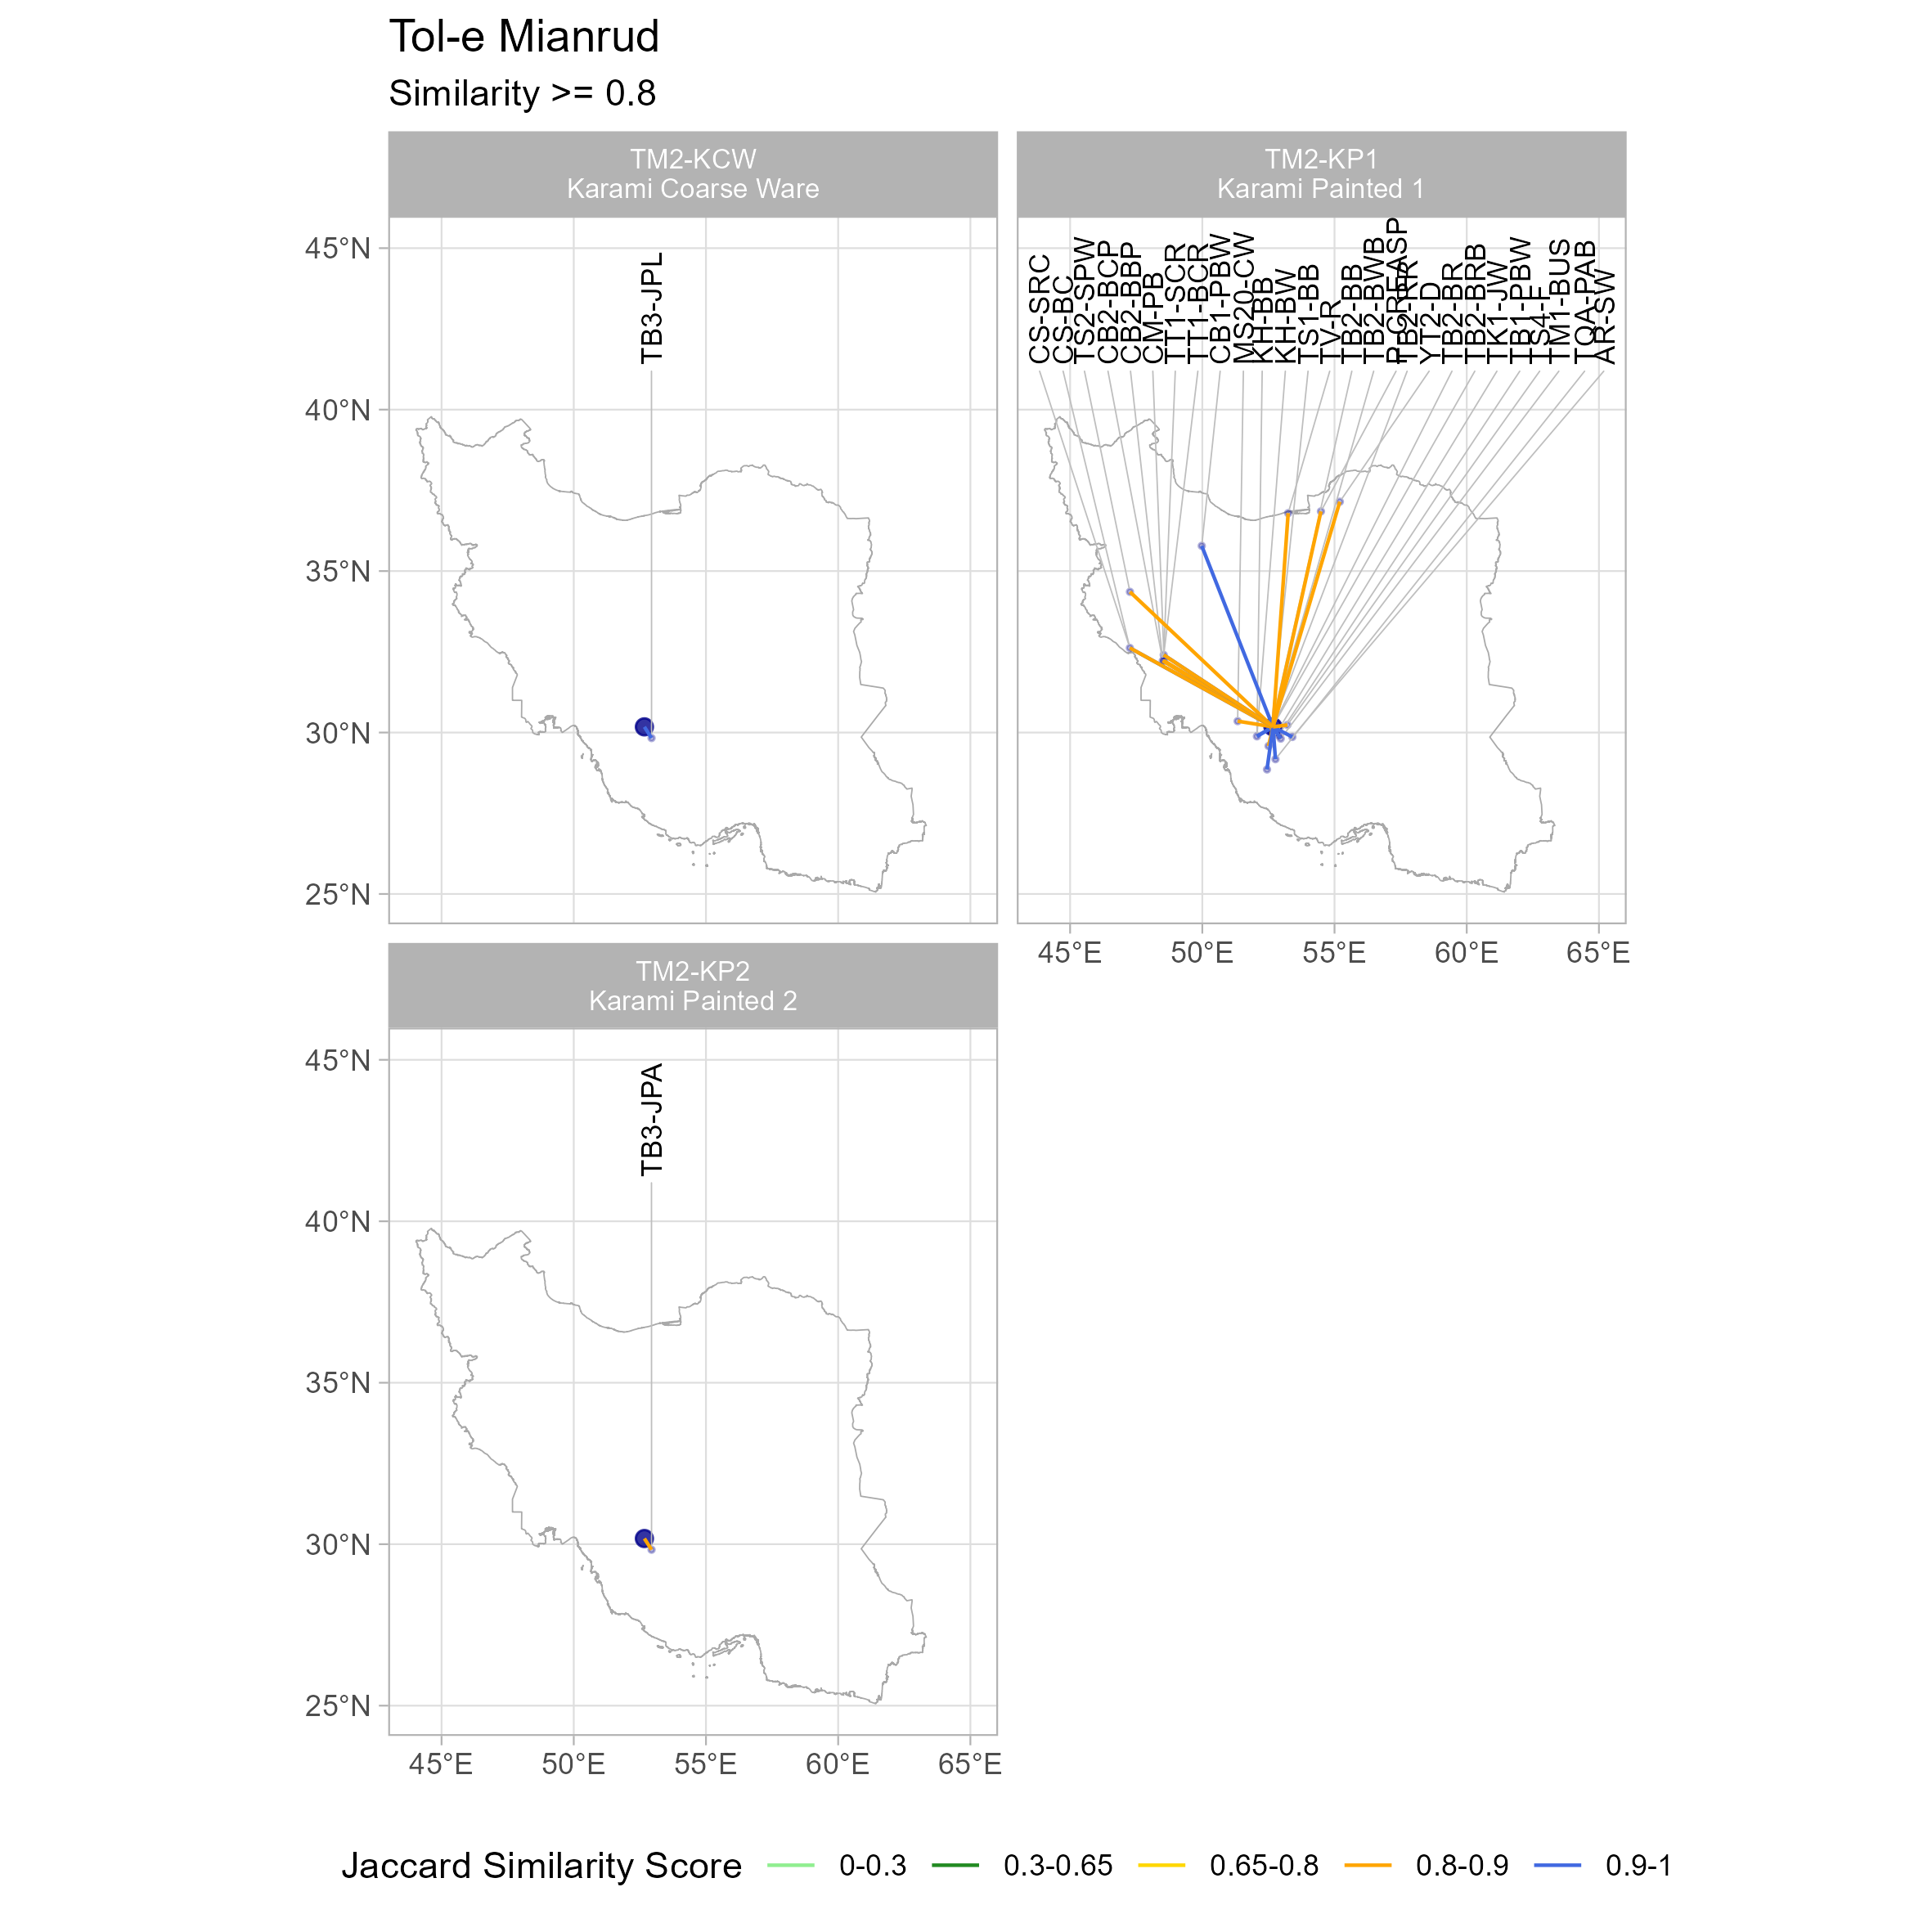 Tol-e Mianrud
Similarity >= 0.8
TM2-KCW
Karami Coarse Ware
TM2-KP1
Karami Painted 1
45°N
40°N
35°N
30°N
25°N
TB3-JPL
CS-SRC
CS-BC
TS2-SPW
CB2-BCP
CB2-BBP
CM-PB
TT1-SCR
TT1-BCR
CB1-PBW
MS20-CW
KH-BB
KH-BW
TS1-BB
TV-R
TB2-BB
TB2-BWB
YT2-D
TB2-BR
TB2-BRB
TK1-JW
TB1-PBW
TS4-F
TM1-BUS
TQA-PAB
AR-SW
45°E
50°E
55°E
60°E
65°E
TM2-KP2
Karami Painted 2
45°N
40°N
35°N
30°N
25°N
TB3-JPA
45°E
50°E
55°E
60°E
65°E
Jaccard Similarity Score
0-0.3
0.3-0.65
0.65-0.8
0.8-0.9
0.9-1